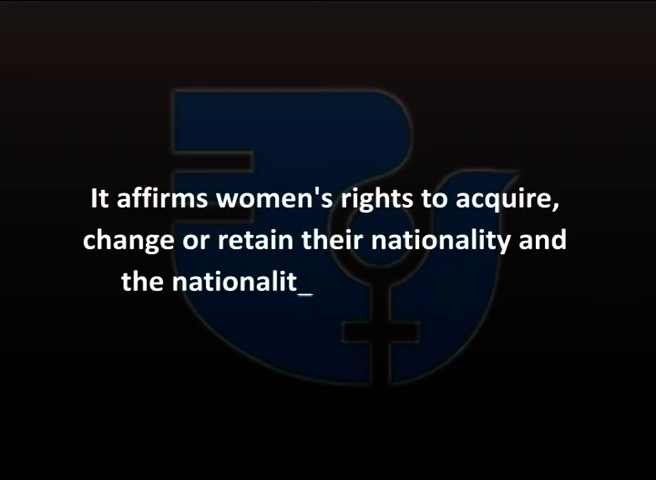 It affirms women's rights to acquire,
change or retain their nationality and
the nationalit_